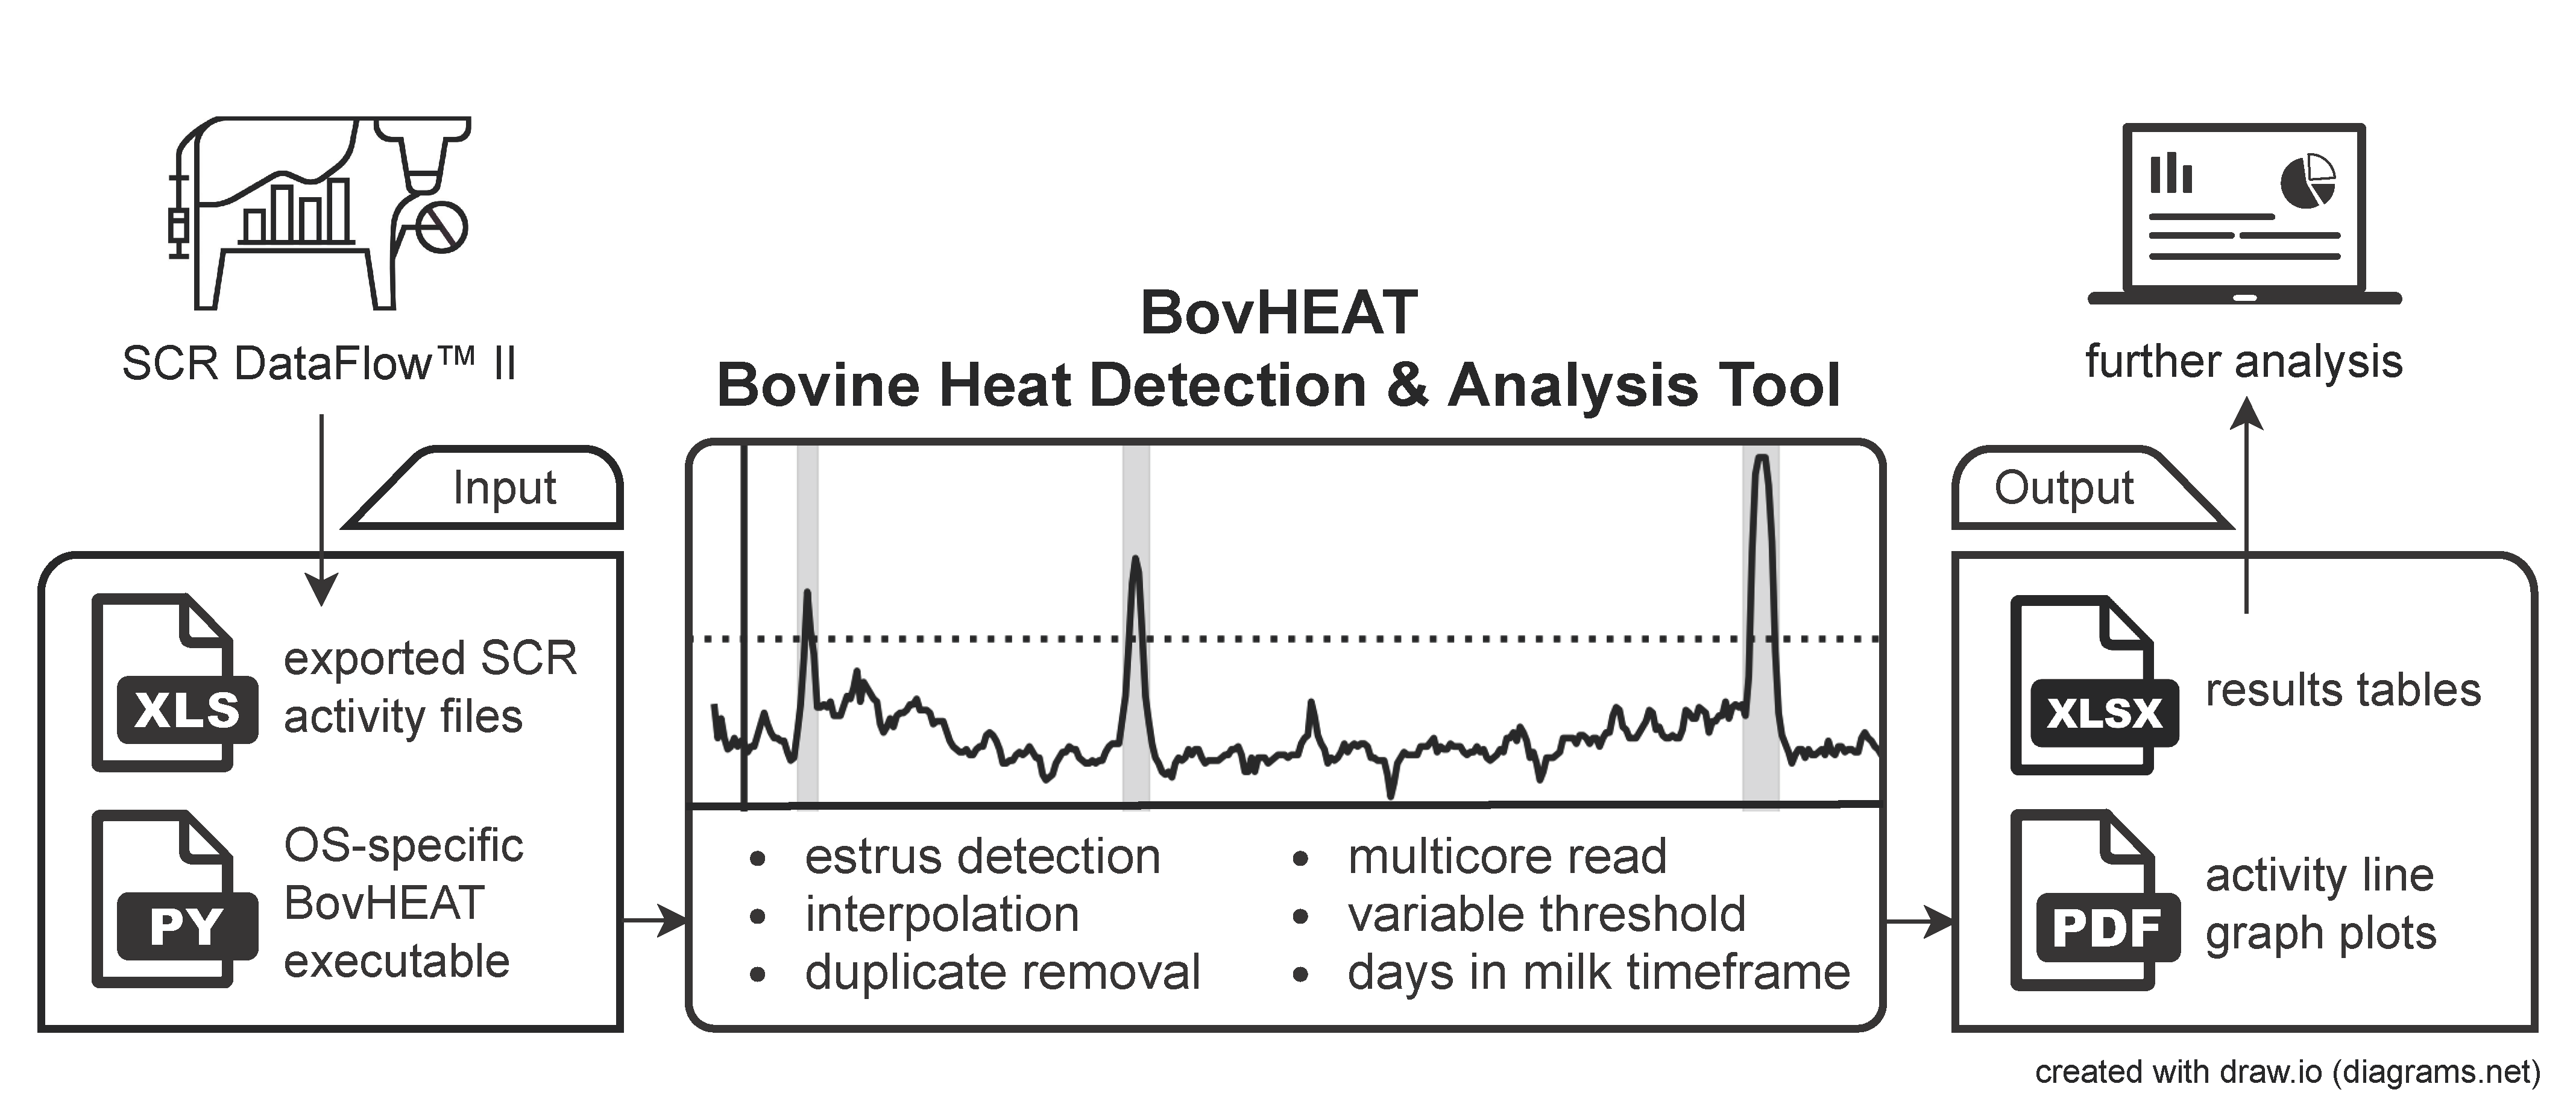 SCR DataFlow™ II
Input
XLS
exported SCR
activity files
PY
OS-specific
BovHEAT
executable
BovHEAT
Bovine Heat Detection & Analysis Tool
• estrus detection
• interpolation
• duplicate removal
• multicore read
• variable threshold
• days in milk timeframe
further analysis
Output
XLSX
results tables
PDF
activity line
graph plots
created with draw.io (diagrams.net)